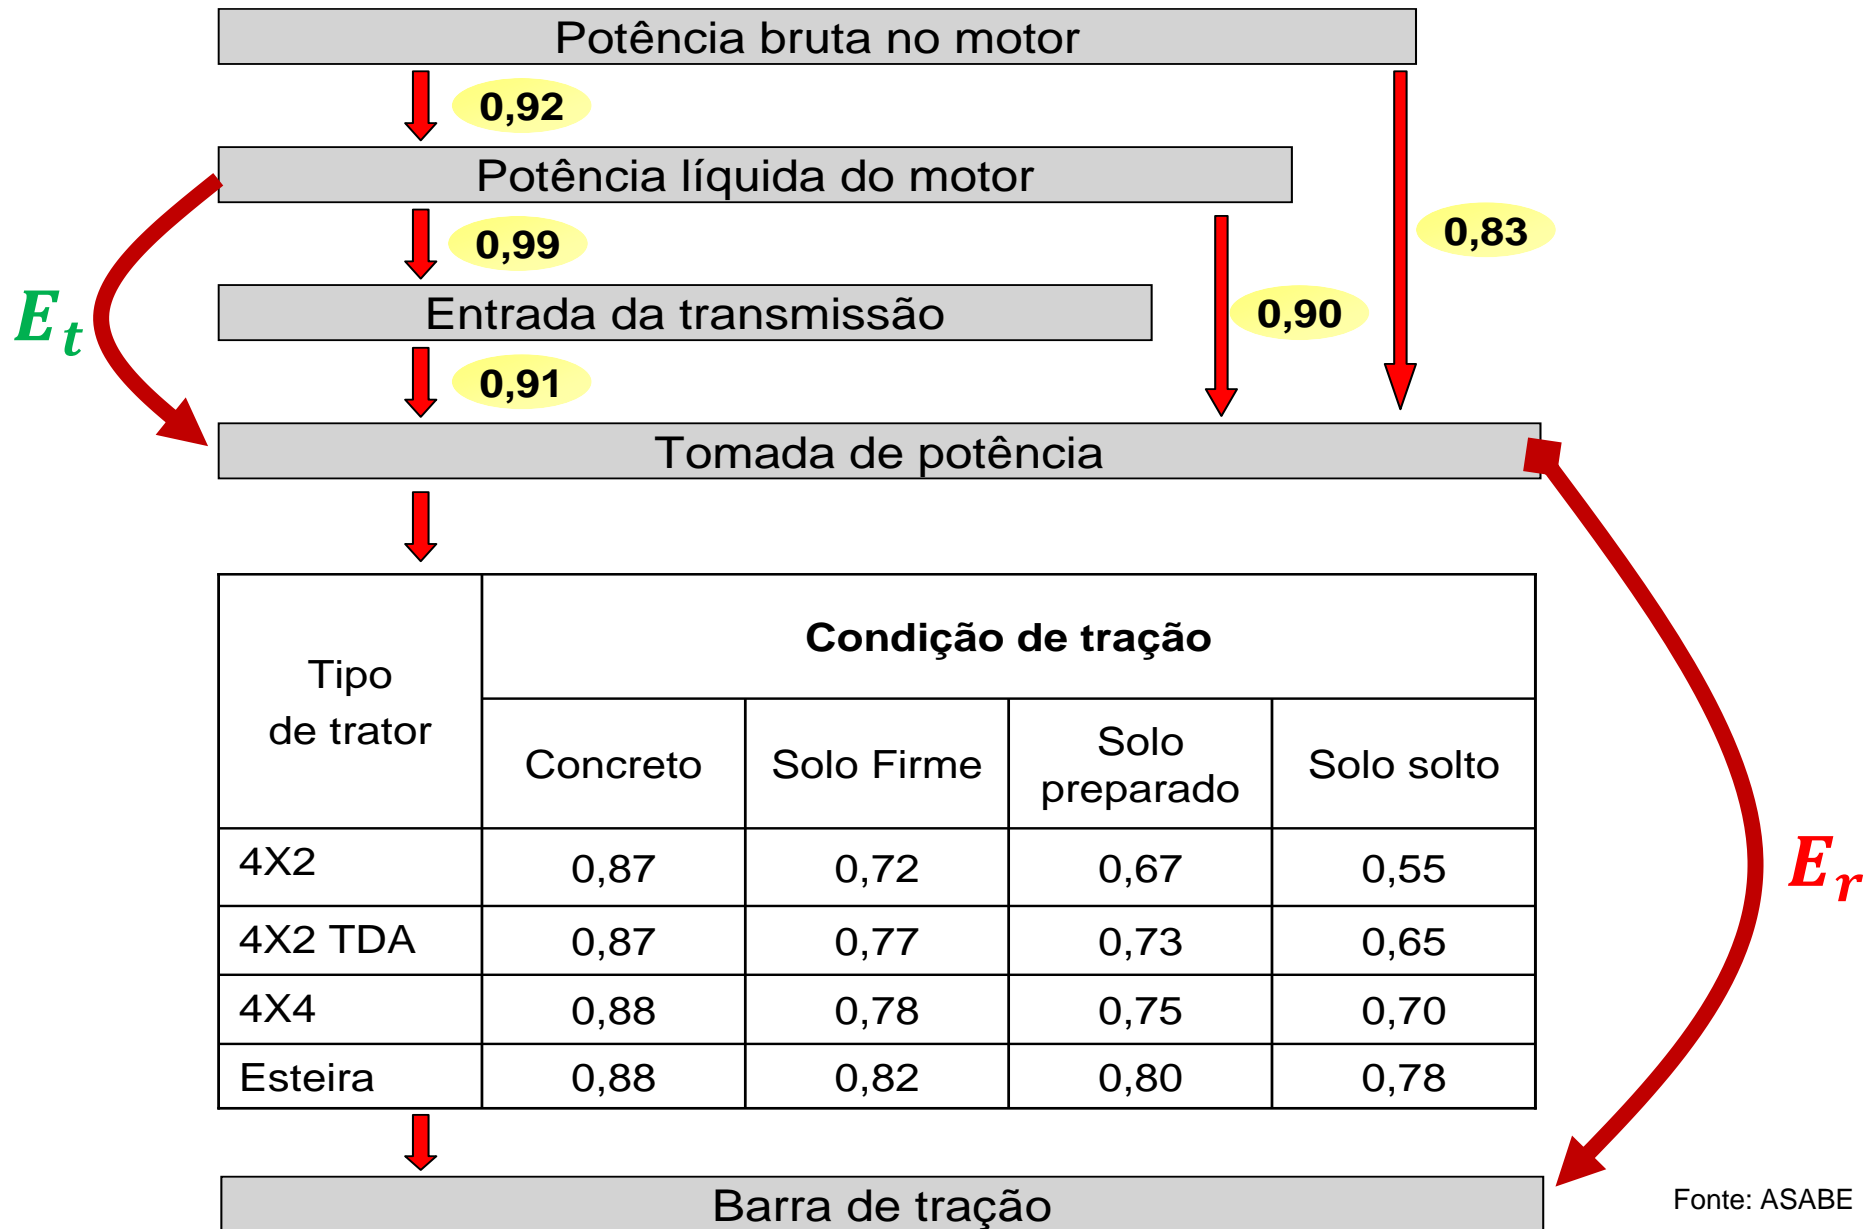 Potência bruta no motor
0,92
Potência líquida do motor
0,99
0,83
Entrada da transmissão
0,90
E_t
0,91
Tomada de potência
Tipo
de trator
Condição de tração
Concreto
Solo Firme
Solo
preparado
Solo solto
4X2 0,87 0,72 0,67 0,55
4X2 TDA 0,87 0,77 0,73 0,65
4X4 0,88 0,78 0,75 0,70
Esteira 0,88 0,82 0,80 0,78
E_r
Barra de tração
Fonte: ASABE